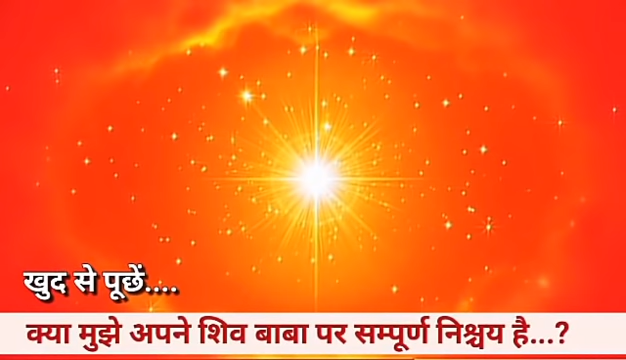 खुद से पूछें....
क्या मुझे अपने शिव बाबा पर सम्पूर्ण निश्चय है...?